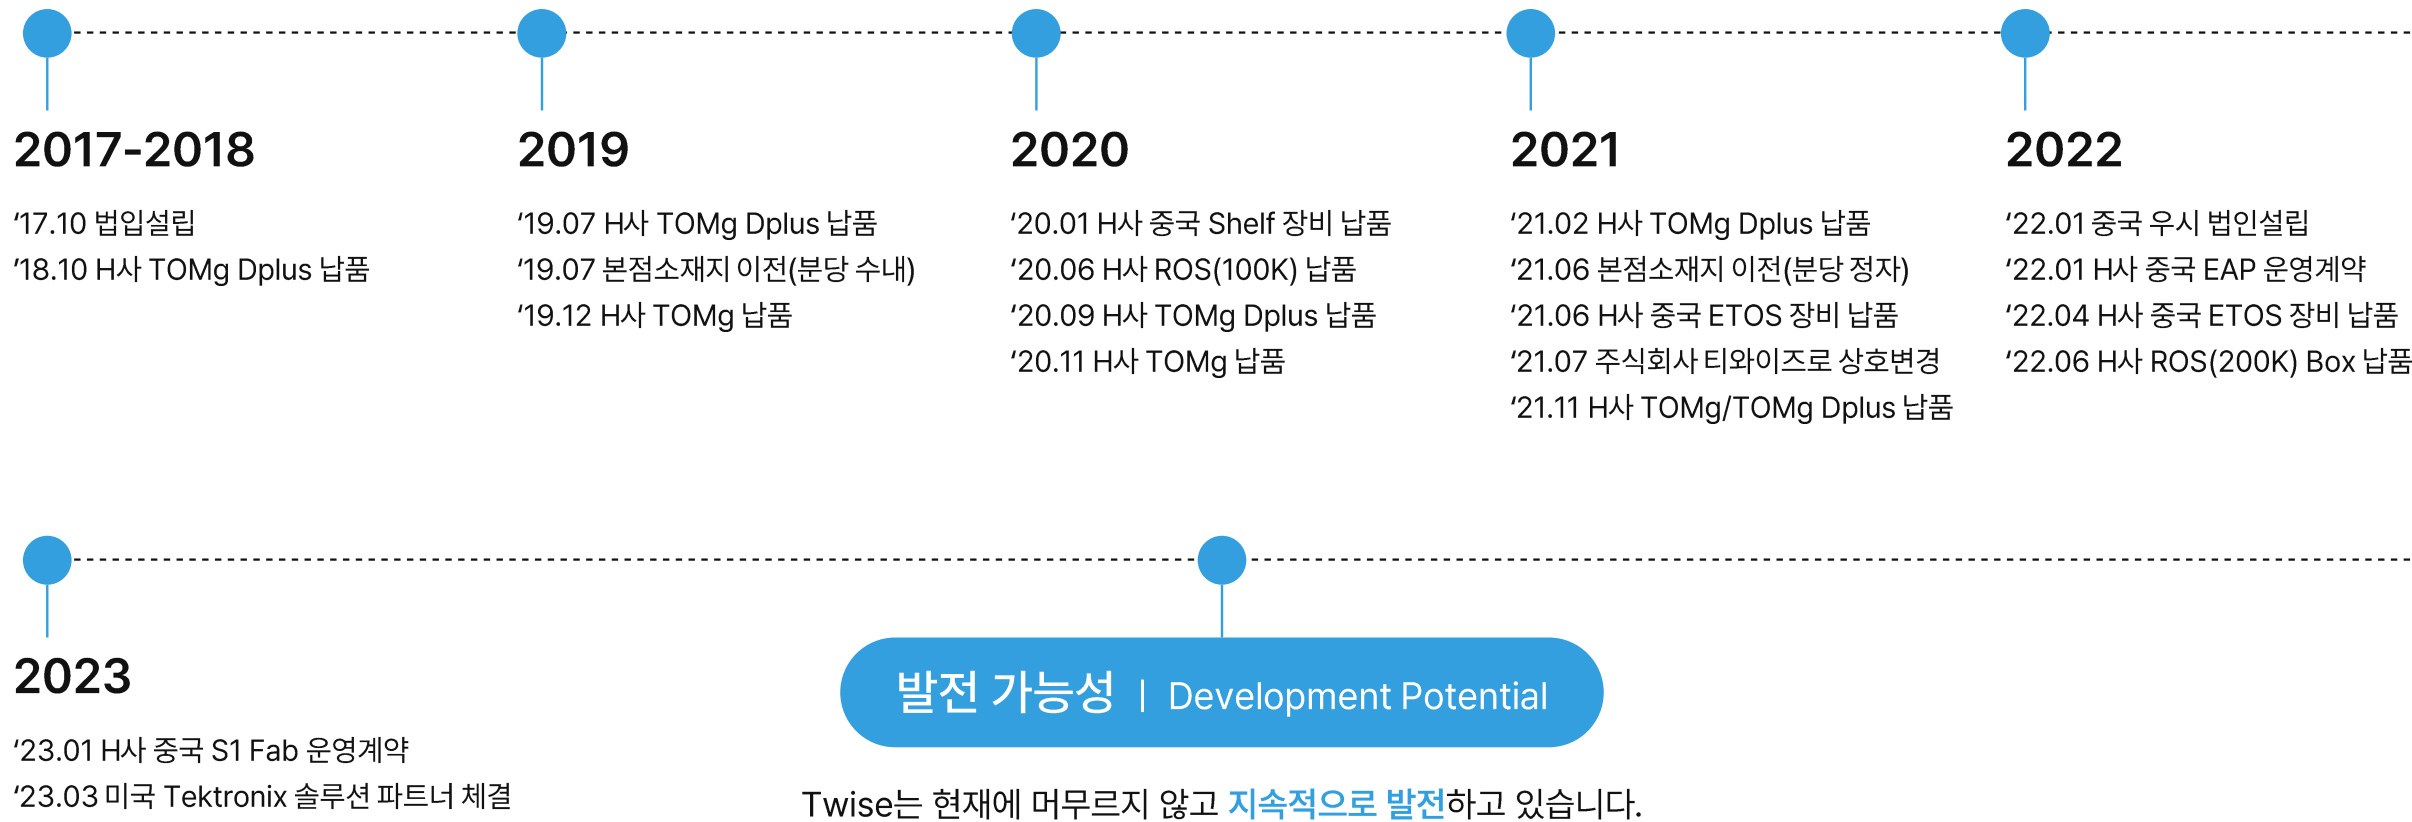 2017-2018
‘17.10 법입설립
‘18.10 H사 TOMg Dplus 납품
2019
‘19.07 H사 TOMg Dplus 납품
‘19.07 본점소재지 이전(분당 수내)
‘19.12 H사 TOMg 납품
2020
‘20.01 H사 중국 Shelf 장비 납품
‘20.06 H사 ROS(100K) 납품
‘20.09 H사 TOMg Dplus 납품
‘20.11 H사 TOMg 납품
2021
‘21.02 H사 TOMg Dplus 납품
‘21.06 본점소재지 이전(분당 정자)
‘21.06 H사 중국 ETOS 장비 납품
‘21.07 주식회사 티와이즈로 상호변경
‘21.11 H사 TOMg/TOMg Dplus 납품
2022
‘22.01 중국 우시 법인설립
‘22.01 H사 중국 EAP 운영계약
‘22.04 H사 중국 ETOS 장비 납품
‘22.06 H사 ROS(200K) Box 납품
2023
‘23.01 H사 중국 S1 Fab 운영계약
‘23.03 미국 Tektronix 솔루션 파트너 체결
발전 가능성 | Development Potential
Twise는 현재에 머무르지 않고 지속적으로 발전하고 있습니다.